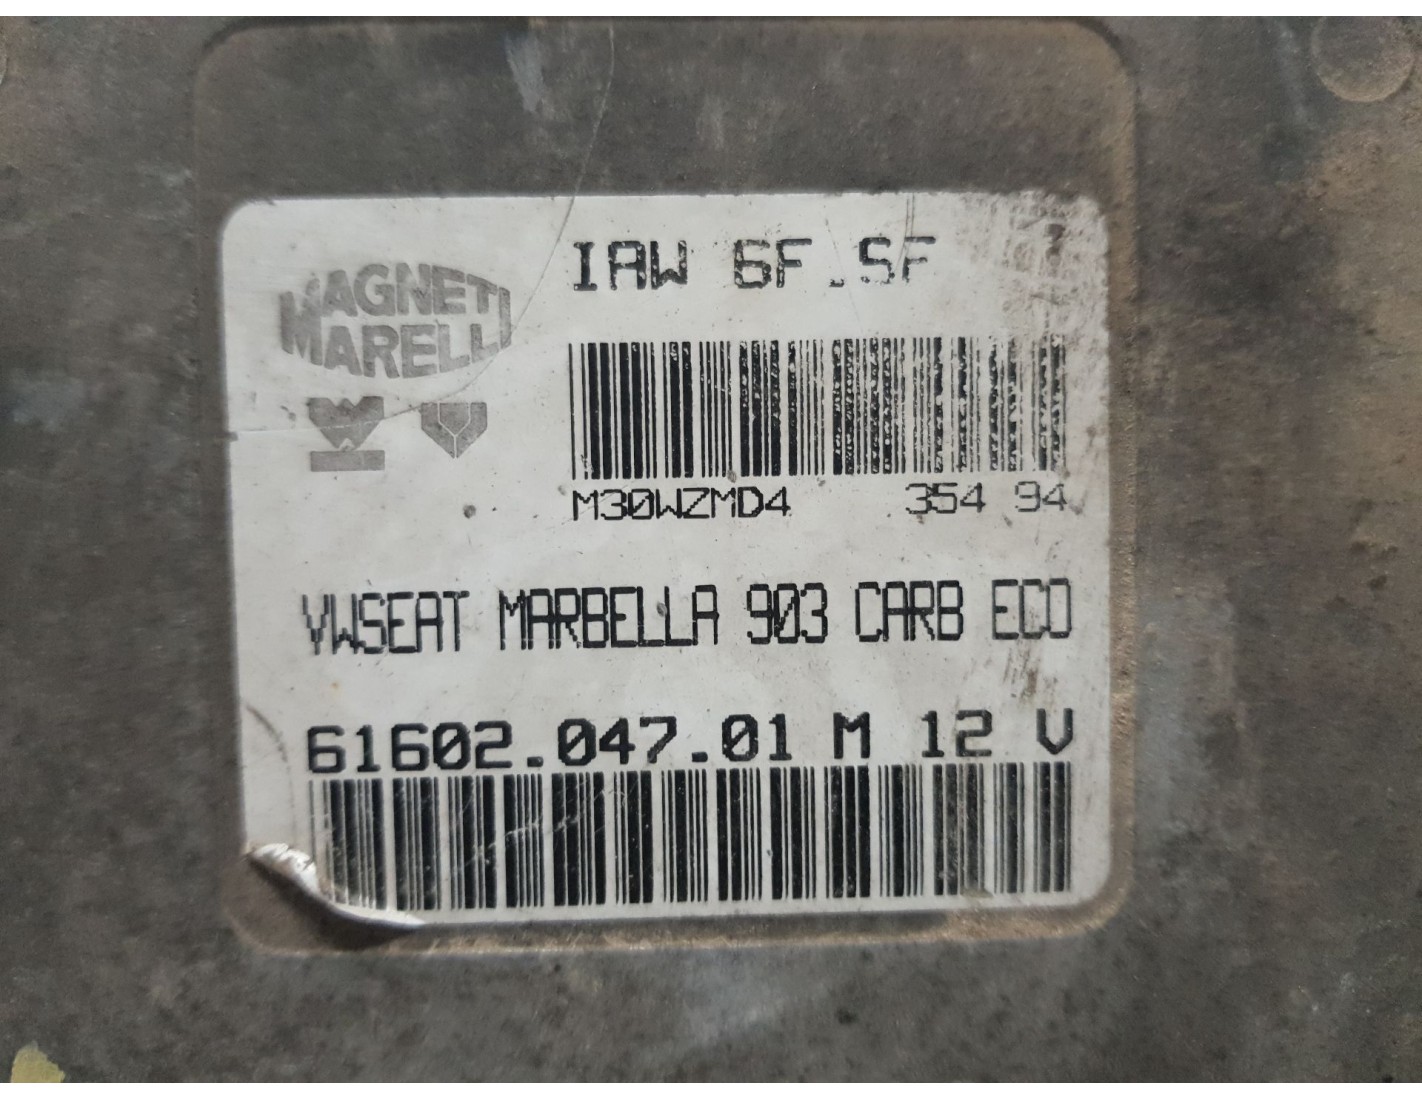 IAW 6F.SF
MAGNETI
MARELLI
M30WZMD4 354 94
VWSEAT MARBELLA 903 CARB ECO
61602.047.01 M 12 V